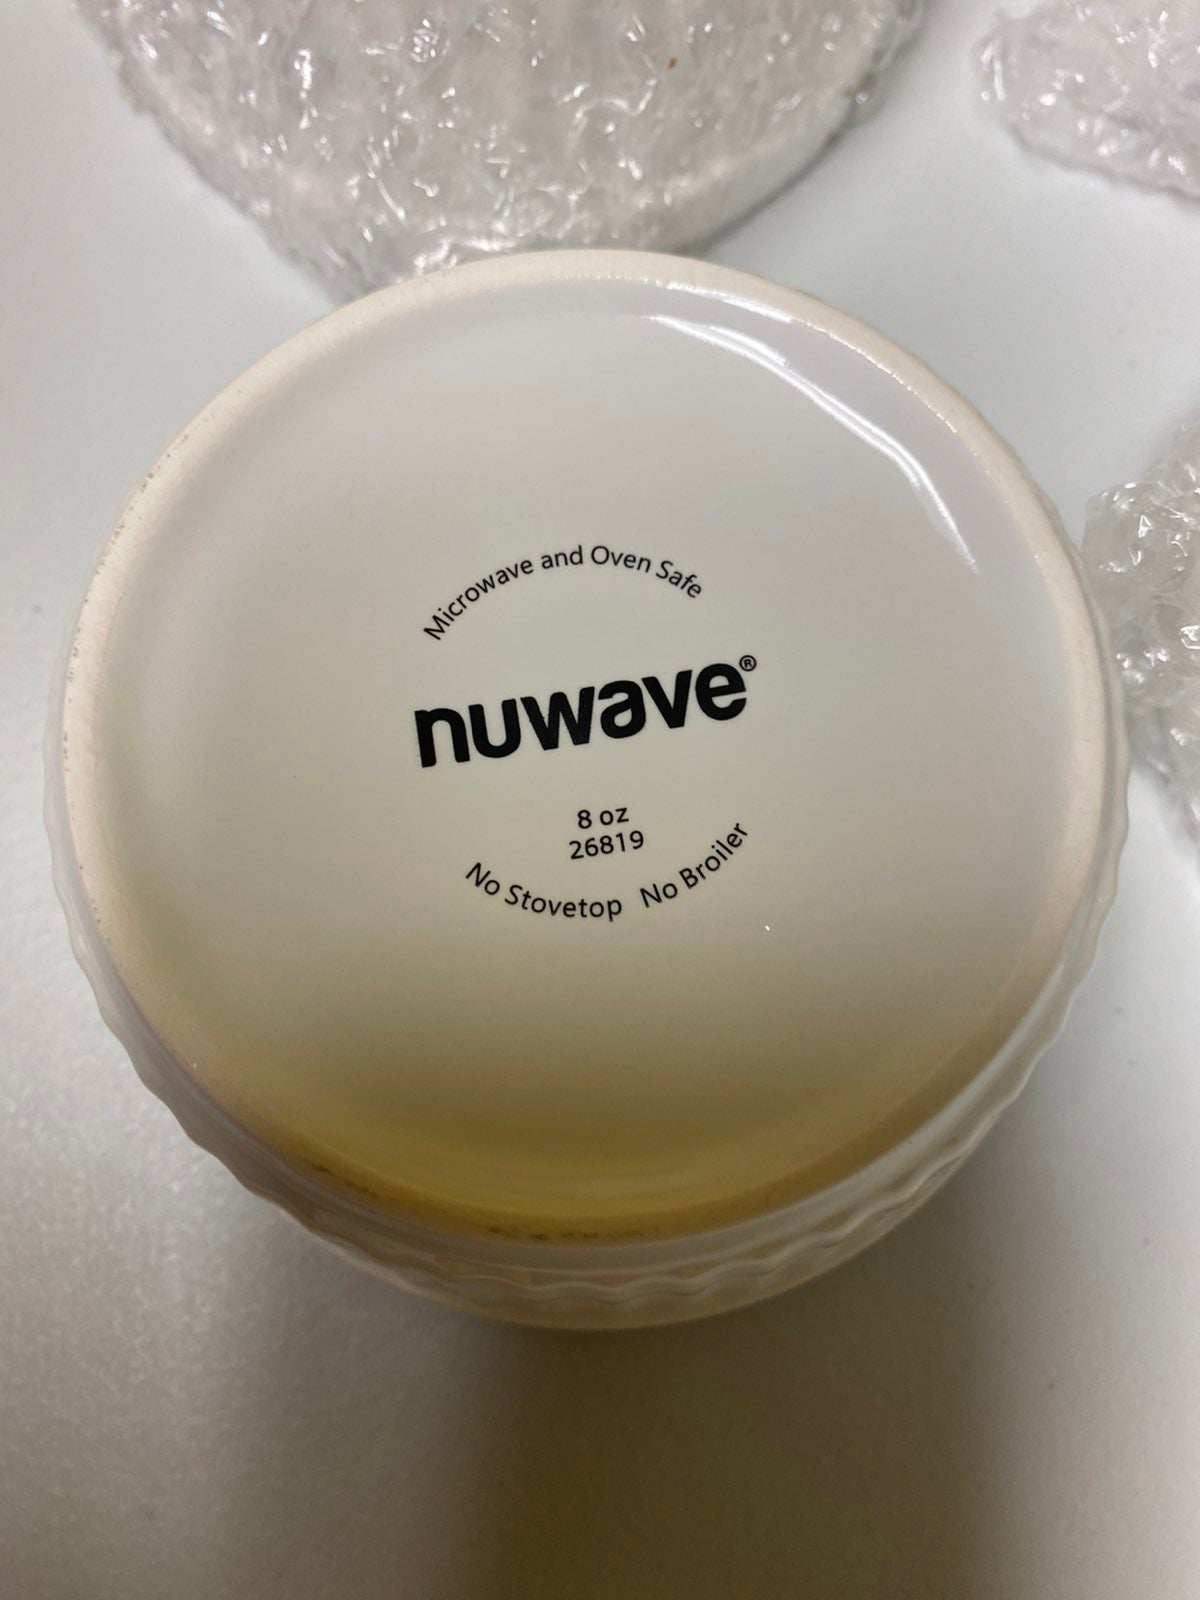 Microwave and Oven Safe
nuwave®
8 oz
26819
No Stovetop No Broiler